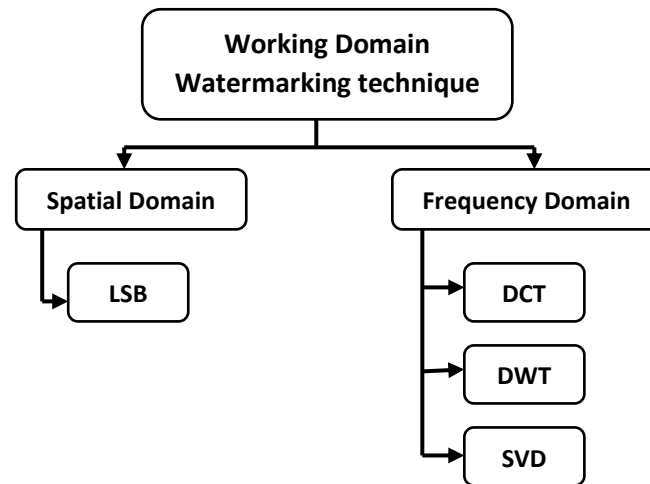 Working Domain
Watermarking technique
Spatial Domain
Frequency Domain
LSB
DCT
DWT
SVD